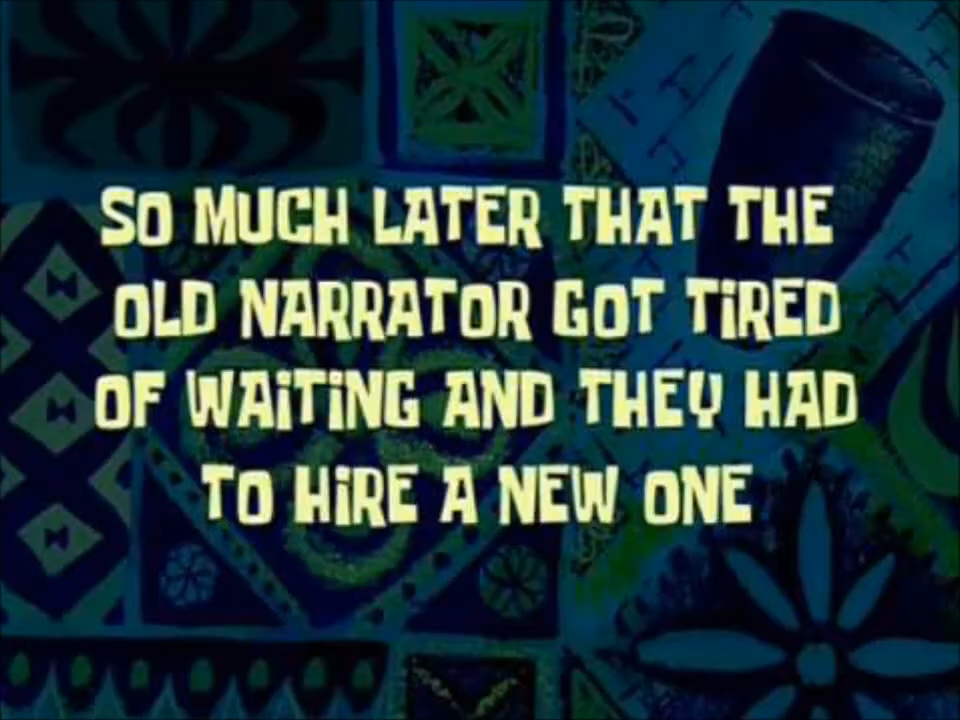 SO MUCH LATER THAT THE
OLD NARRATOR GOT TiRED
OF WAiTiNG AND THEY HAD
TO HiRE A NEW ONE